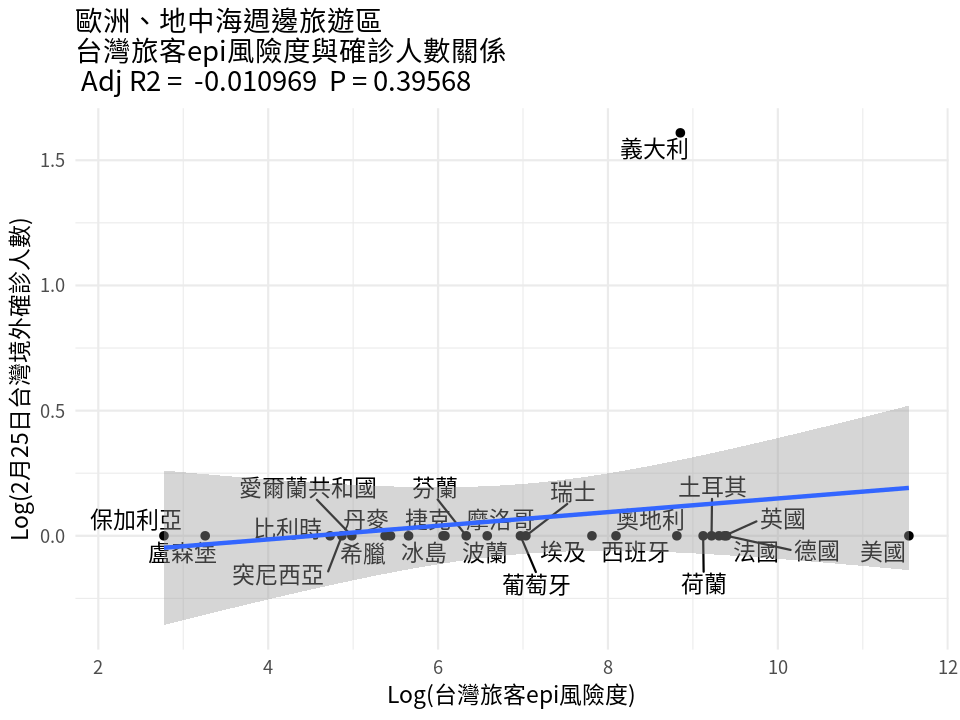 歐洲、地中海週邊旅遊區
台灣旅客epi風險度與確診人數關係
Adj R2 = -0.010969 P = 0.39568
義大利
1.5
1.0
0.5
0.0
Log(2月25日台灣境外確診人數)
愛爾蘭共和國
芬蘭
瑞士
土耳其
保加利亞
比利時
丹麥
捷克
摩洛哥
奧地利
英國
盧森堡
希臘
冰島
波蘭
埃及
西班牙
法國
德國
美國
突尼西亞
葡萄牙
荷蘭
2
4
6
8
10
12
Log(台灣旅客epi風險度)